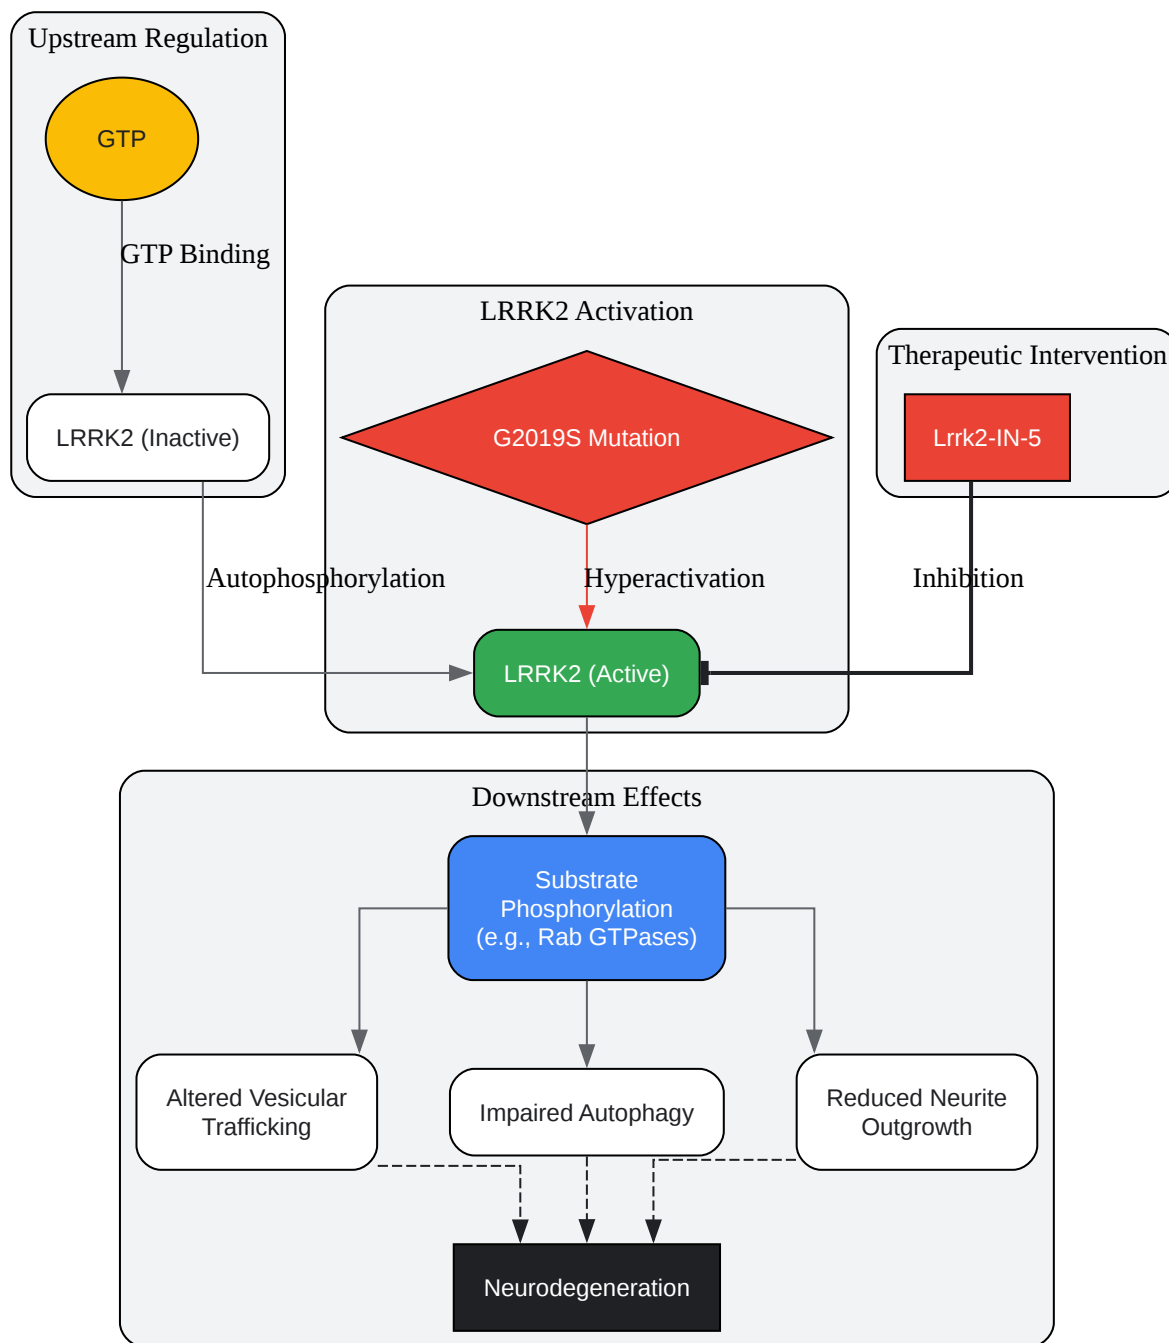 Upstream Regulation
GTP
GTP Binding
LRRK2 (Inactive)
LRRK2 Activation
G2019S Mutation
Therapeutic Intervention
Lrrk2-IN-5
Autophosphorylation
Hyperactivation
Inhibition
LRRK2 (Active)
Downstream Effects
Substrate
Phosphorylation
(e.g., Rab GTPases)
Altered Vesicular
Trafficking
Impaired Autophagy
Reduced Neurite
Outgrowth
Neurodegeneration